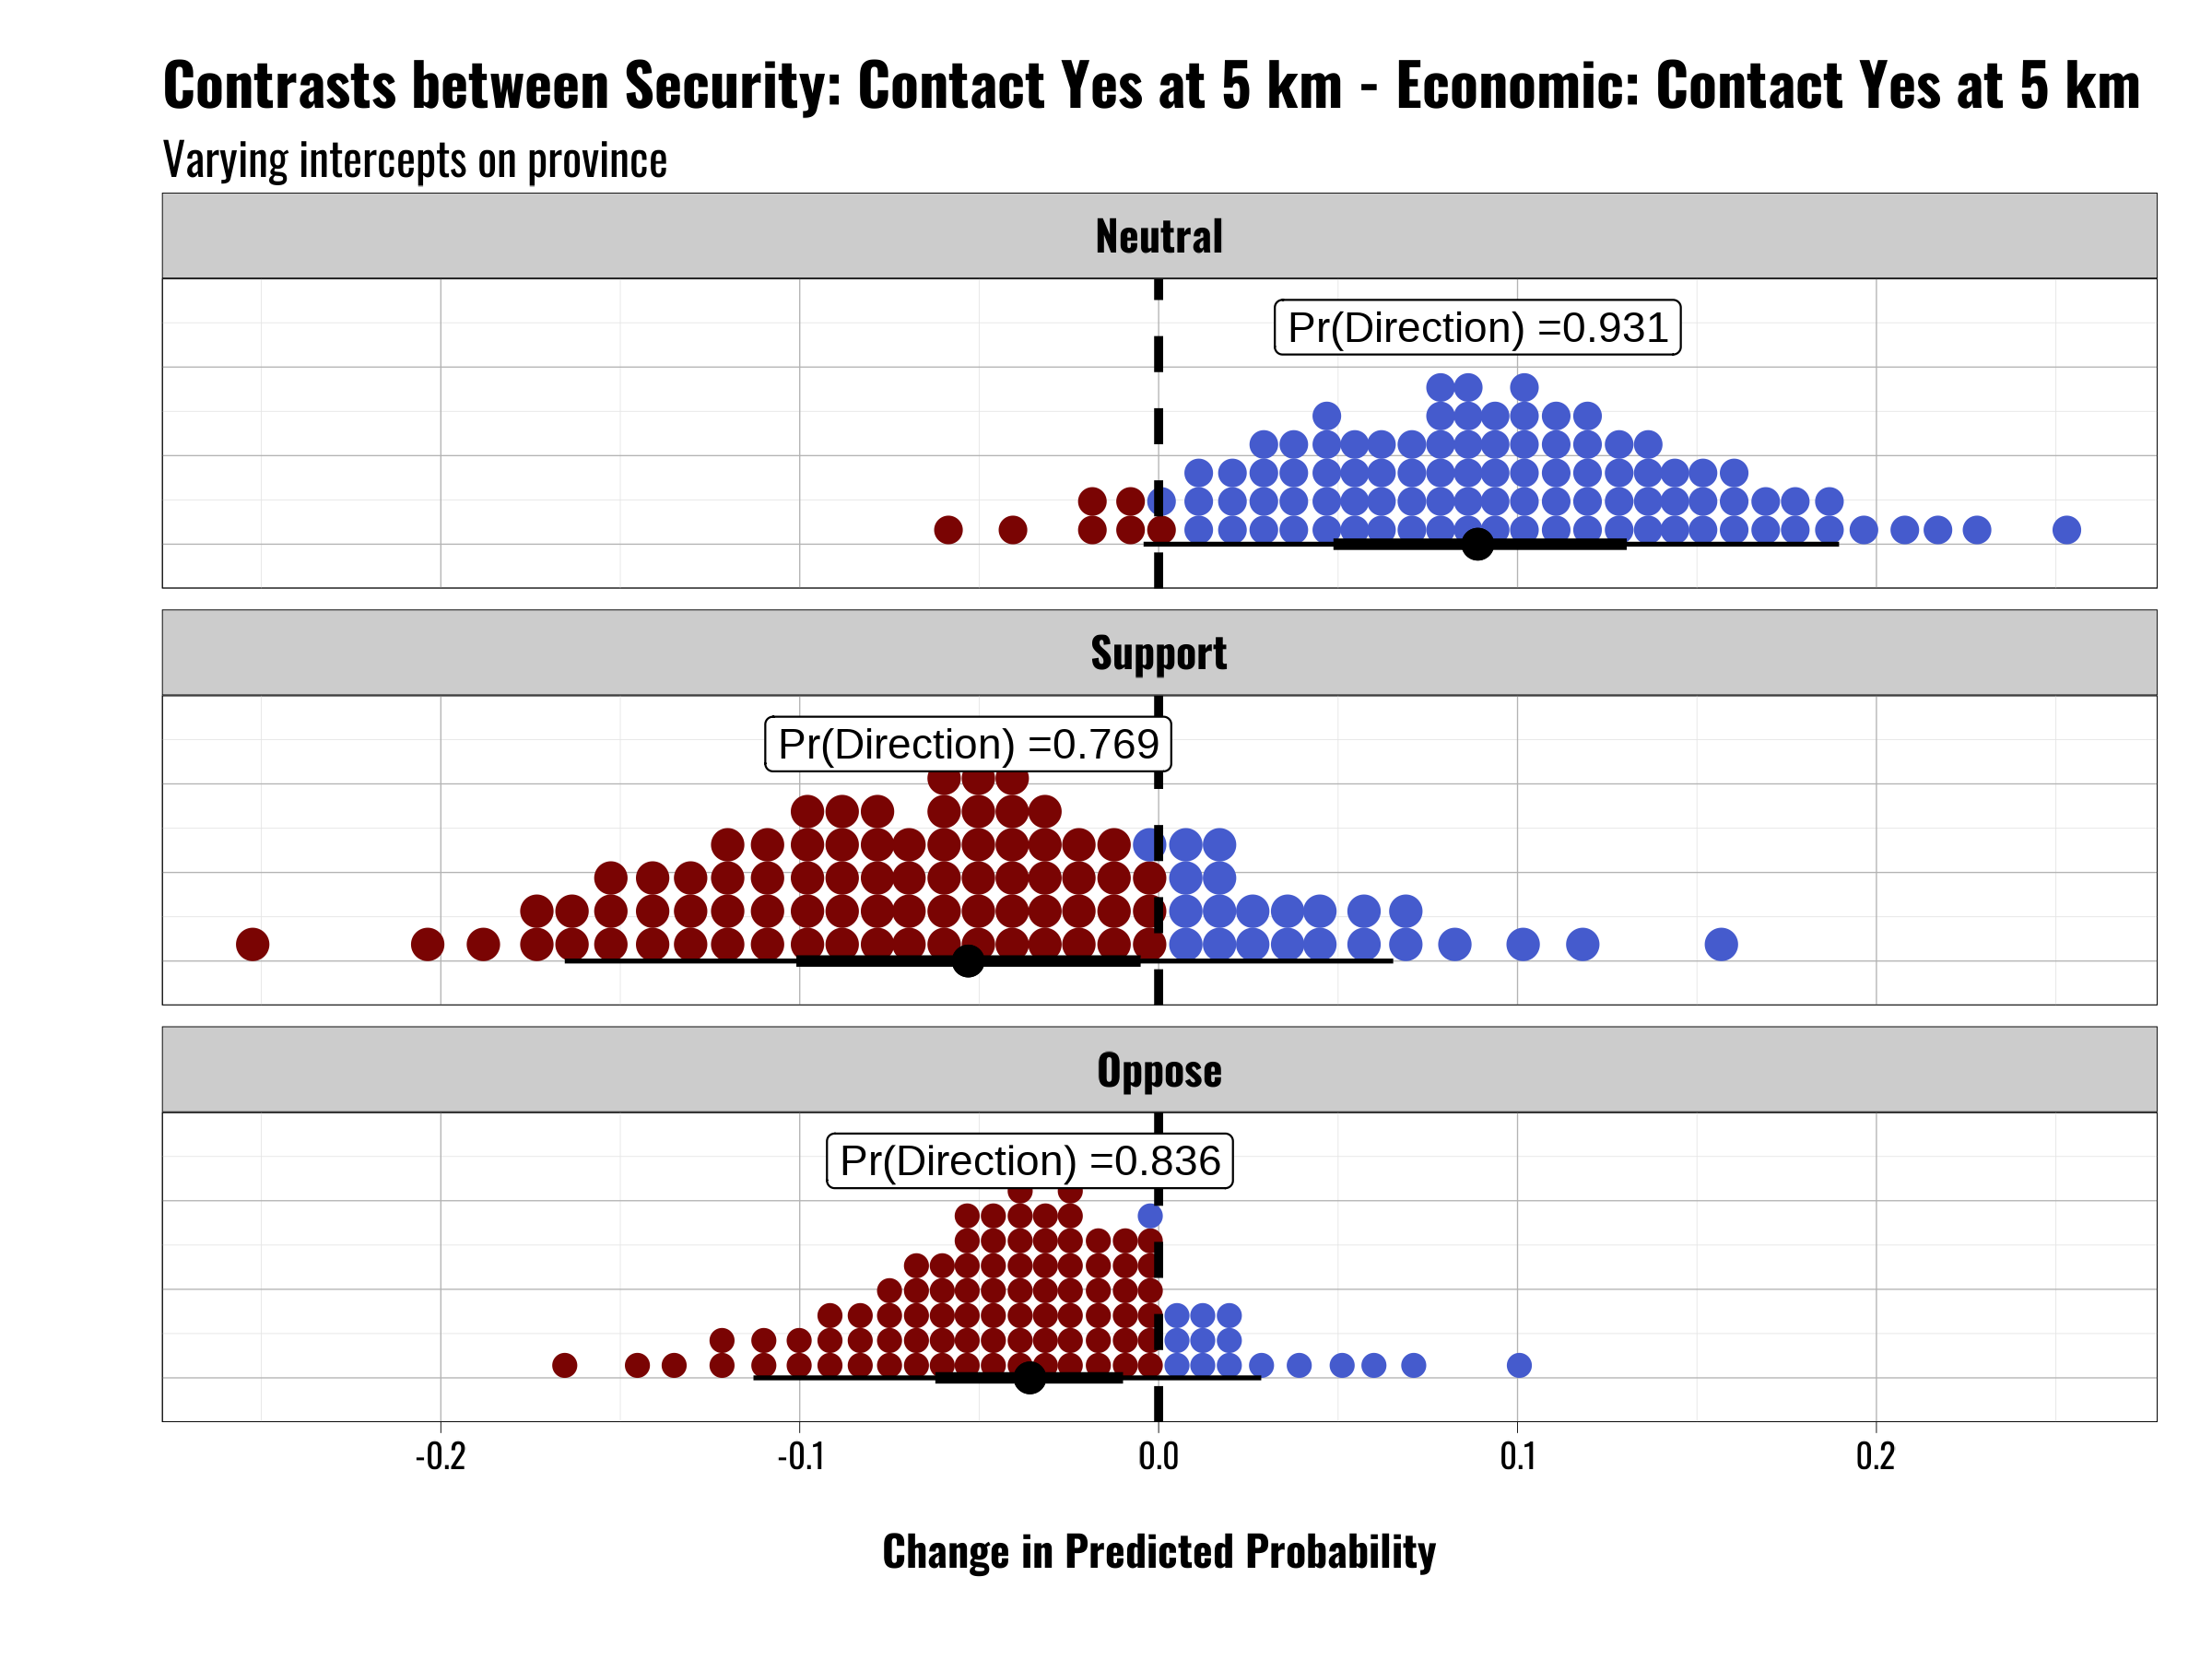 Contrasts between Security: Contact Yes at 5 km - Economic: Contact Yes at 5 km
Varying intercepts on province
Neutral
Pr(Direction) =0.931
Support
Pr(Direction) =0.769
Oppose
Pr(Direction) =0.836
-0.2 -0.1 0.0 0.1 0.2
Change in Predicted Probability